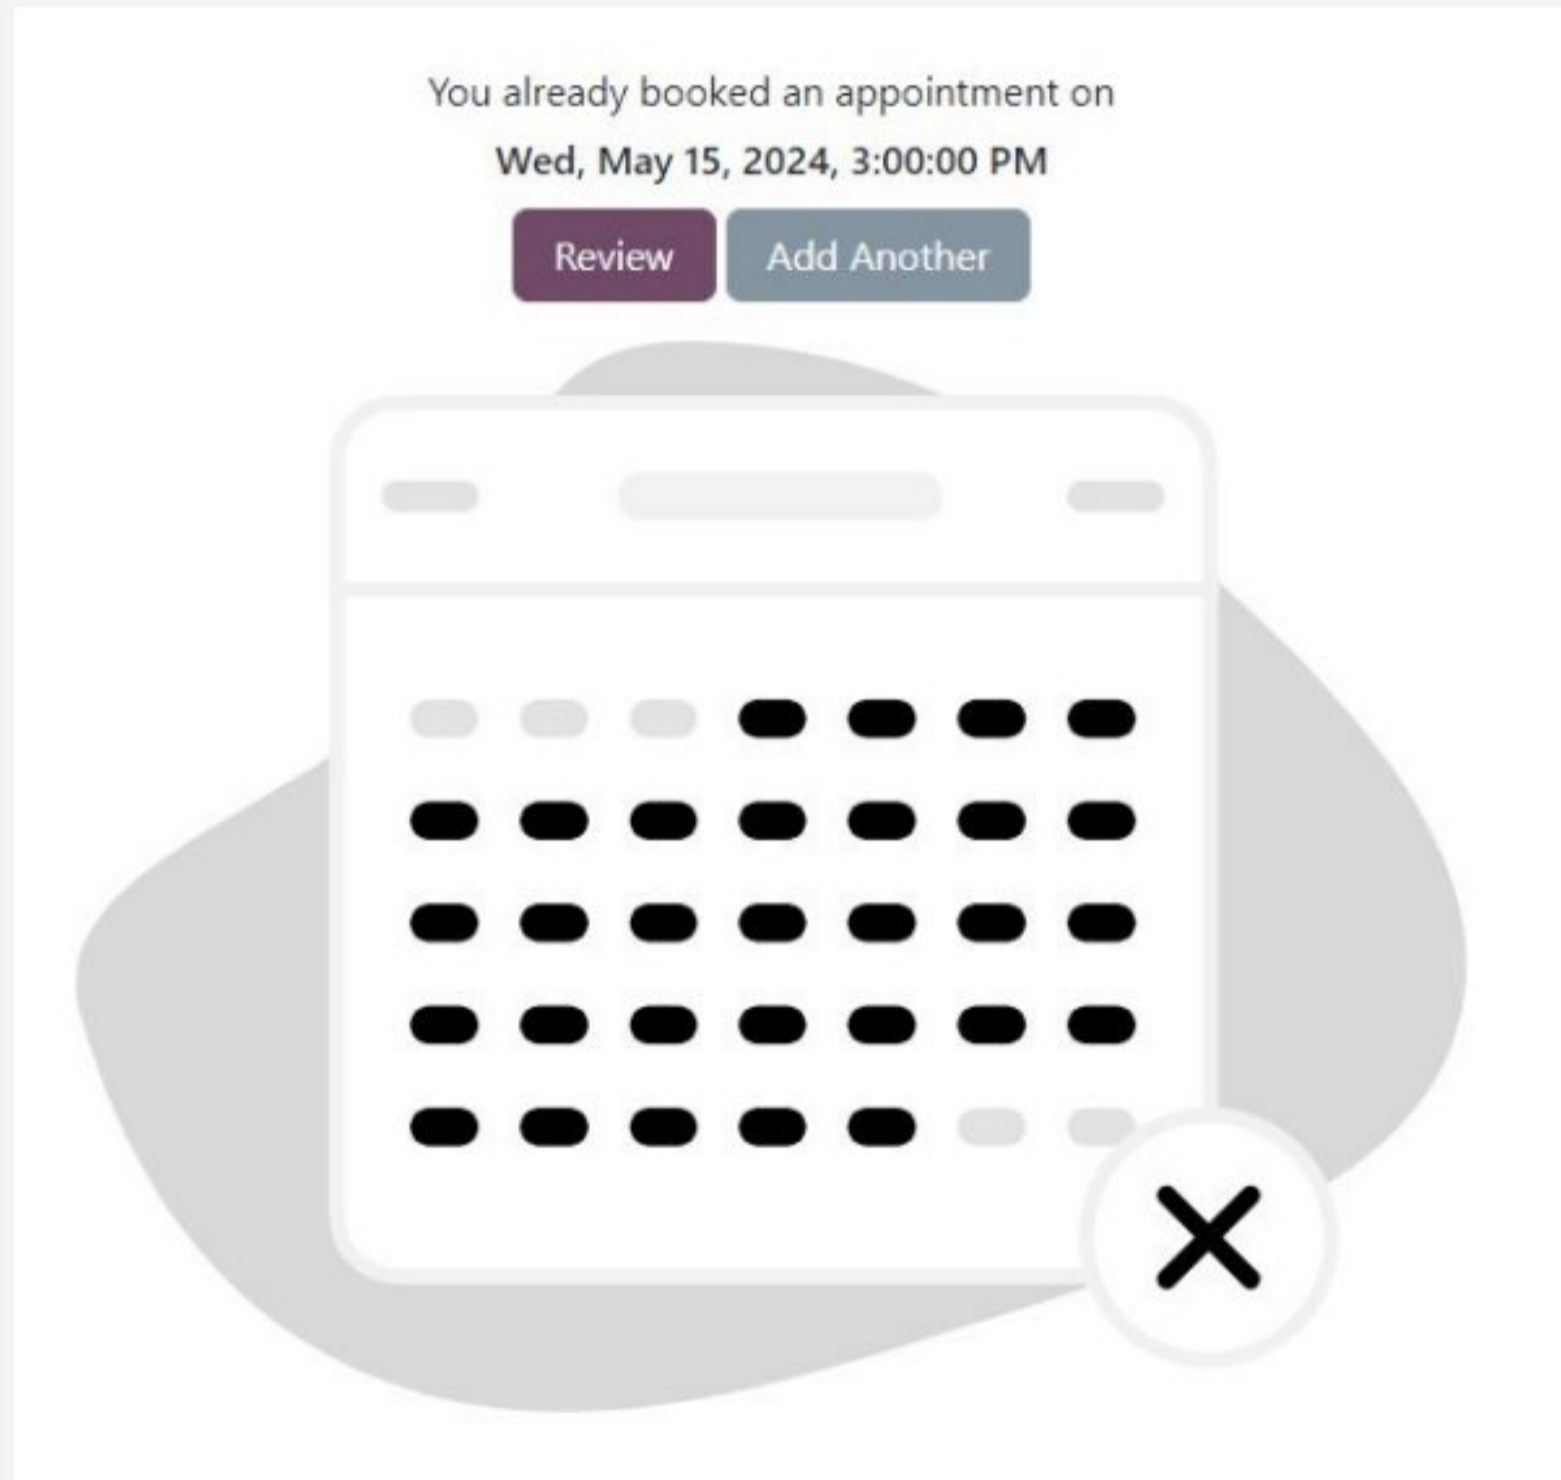 You already booked an appointment on
Wed, May 15, 2024, 3:00:00 PM
Review Add Another